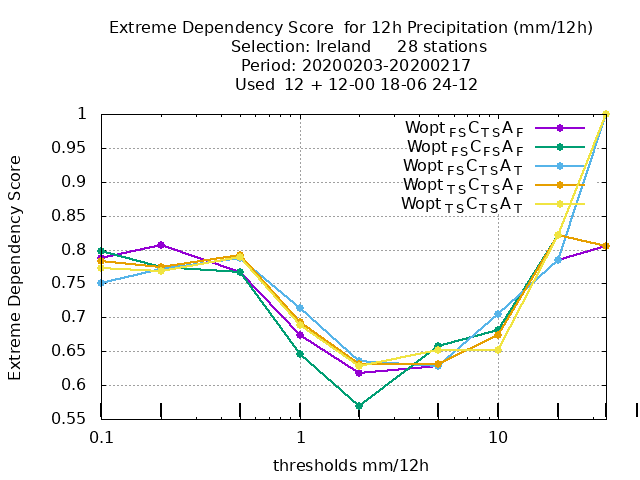 Extreme Dependency Score  for 12h Precipitation (mm/12h)
Selection: Ireland     28 stations
Period: 20200203-20200217
Used  12 + 12-00 18-06 24-12
Extreme Dependency Score
1
0.95
0.9
0.85
0.8
0.75
0.7
0.65
0.6
0.55
Wopt FS C TS A F
Wopt FS C FS A F
Wopt FS C TS A T
Wopt TS C TS A F
Wopt TS C TS A T
0.1 1 10
thresholds mm/12h